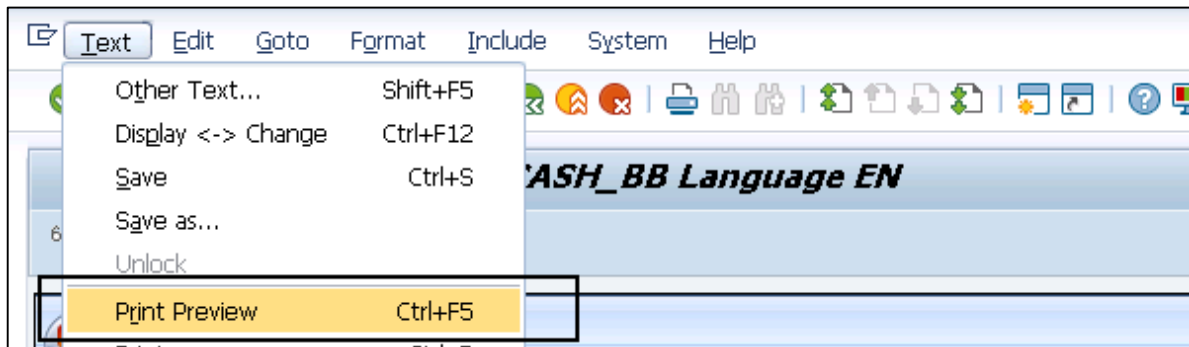 Text Edit Goto Format Include System Help
Other Text... Shift+F5
Display <-> Change Ctrl+F12
Save Ctrl+S
ASH_BB Language EN
Save as...
6
Unlock
Print Preview Ctrl+F5